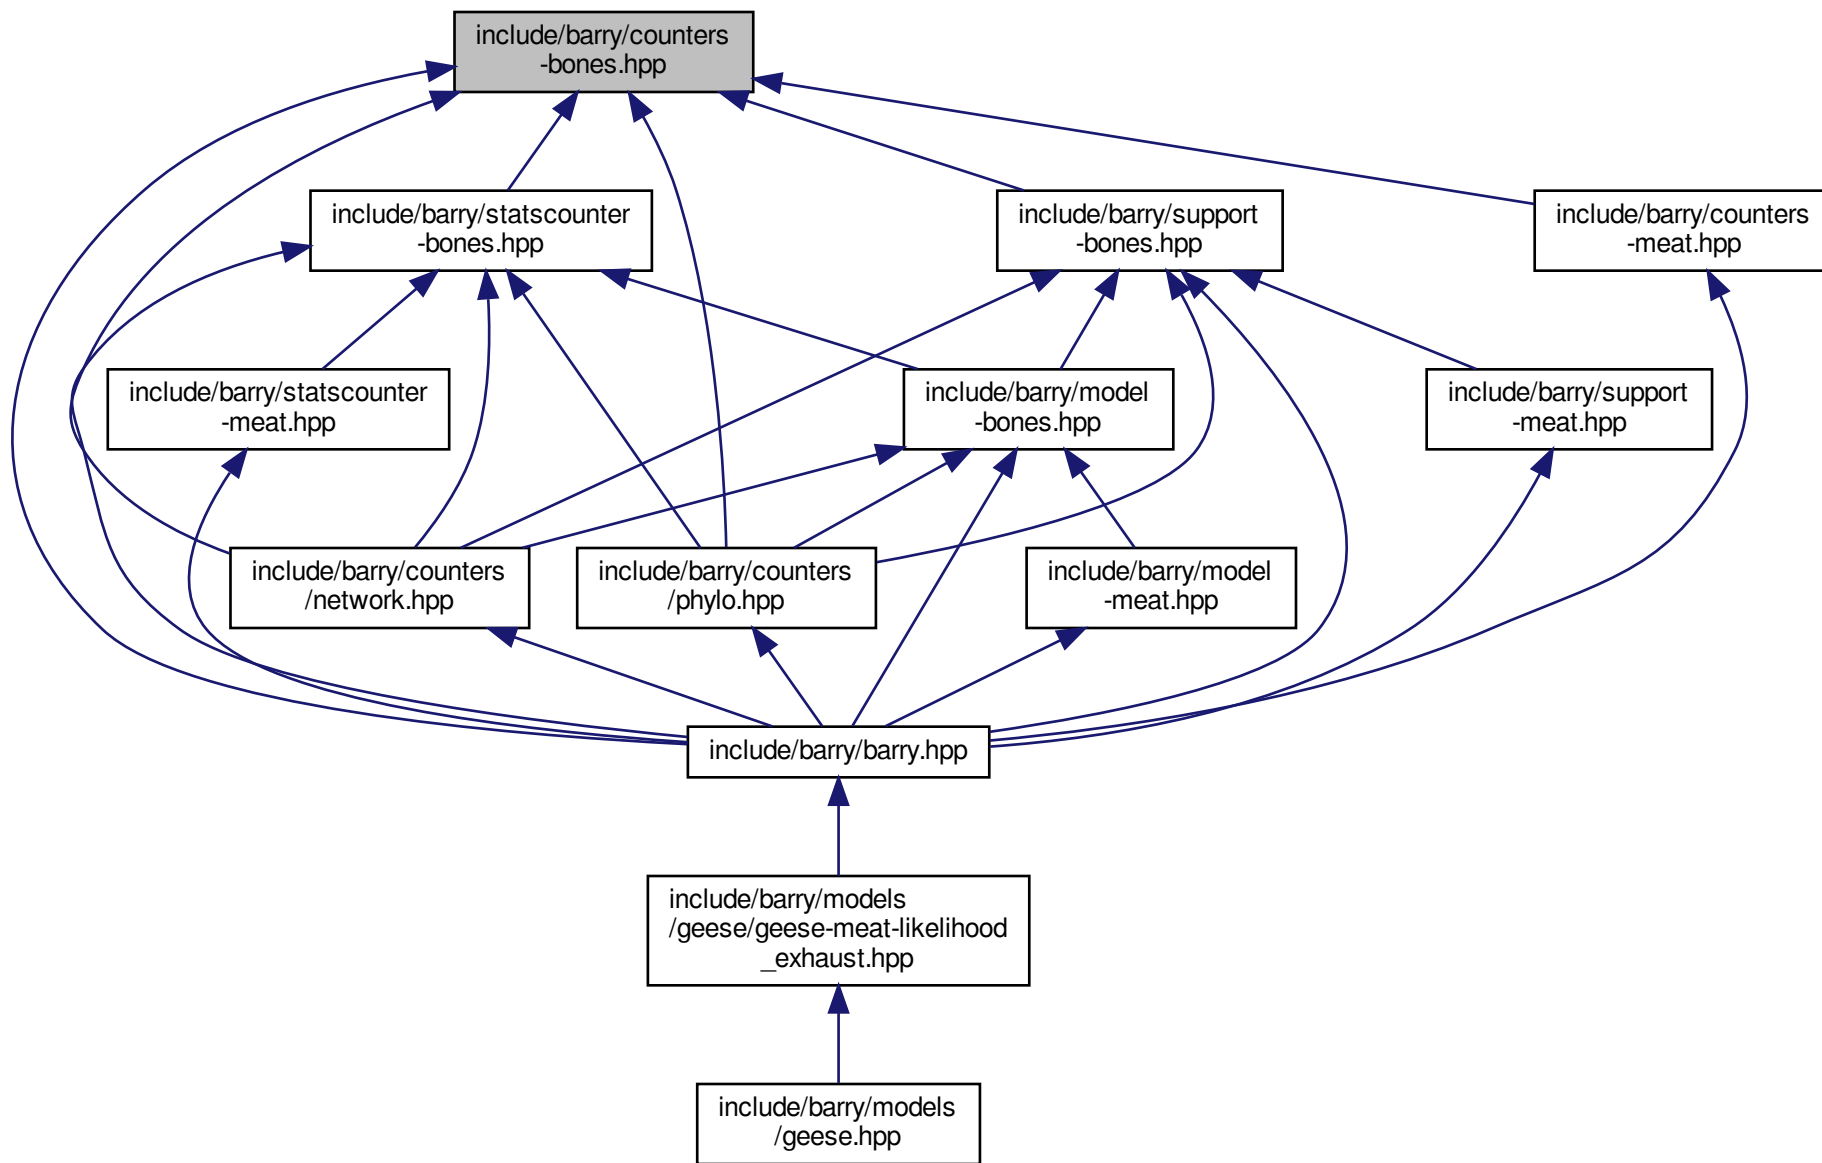 include/barry/counters
-bones.hpp
include/barry/statscounter
-bones.hpp
include/barry/support
-bones.hpp
include/barry/counters
-meat.hpp
include/barry/statscounter
-meat.hpp
include/barry/model
-bones.hpp
include/barry/support
-meat.hpp
include/barry/counters
/network.hpp
include/barry/counters
/phylo.hpp
include/barry/model
-meat.hpp
include/barry/barry.hpp
include/barry/models
/geese/geese-meat-likelihood
_exhaust.hpp
include/barry/models
/geese.hpp